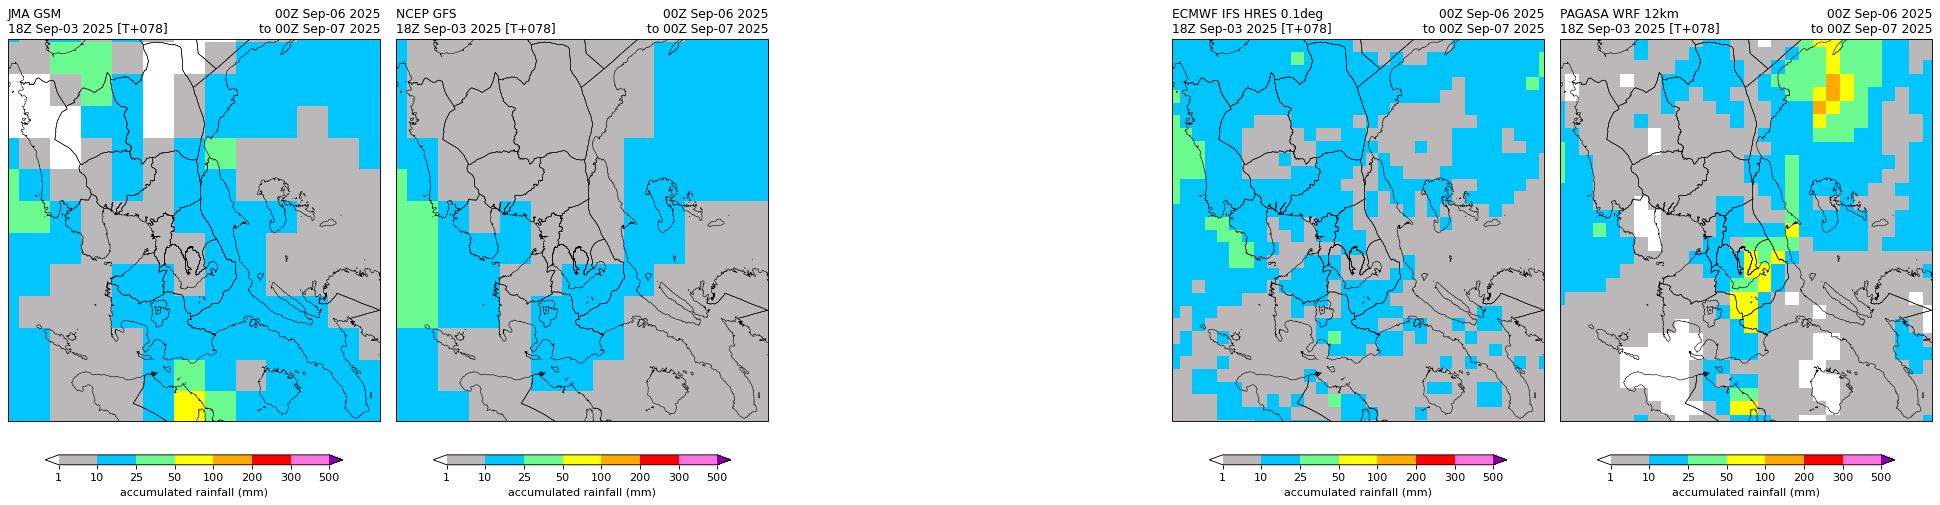 JMA GSM 00Z Sep-06 2025
18Z Sep-03 2025 [T+078] to 00Z Sep-07 2025
NCEP GFS 00Z Sep-06 2025
18Z Sep-03 2025 [T+078] to 00Z Sep-07 2025
ECMWF IFS HRES 0.1deg 00Z Sep-06 2025
18Z Sep-03 2025 [T+078] to 00Z Sep-07 2025
PAGASA WRF 12km 00Z Sep-06 2025
18Z Sep-03 2025 [T+078] to 00Z Sep-07 2025
1 10 25 50 100 200 300 500
accumulated rainfall (mm)
1 10 25 50 100 200 300 500
accumulated rainfall (mm)
1 10 25 50 100 200 300 500
accumulated rainfall (mm)
1 10 25 50 100 200 300 500
accumulated rainfall (mm)